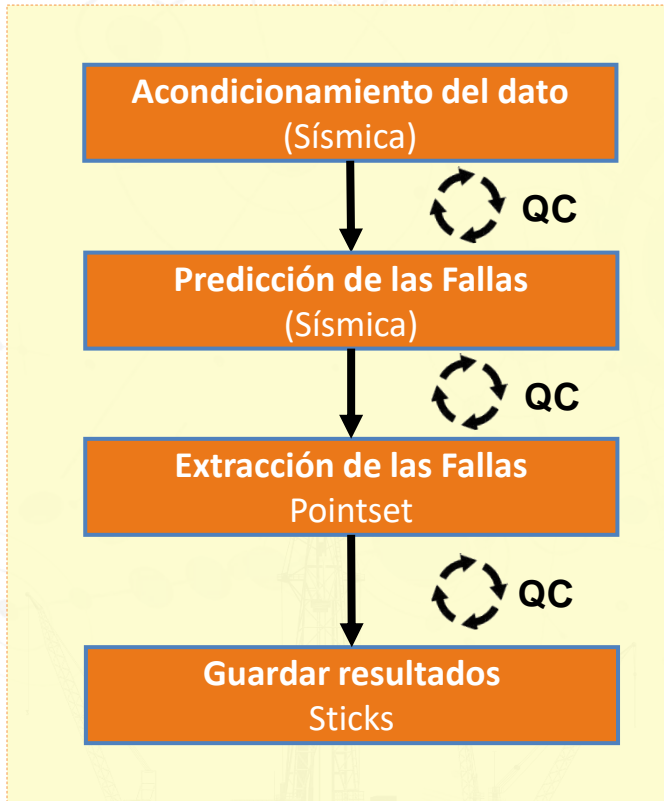 Acondicionamiento del dato
(Sísmica)
QC
Predicción de las Fallas
(Sísmica)
QC
Extracción de las Fallas
Pointset
QC
Guardar resultados
Sticks